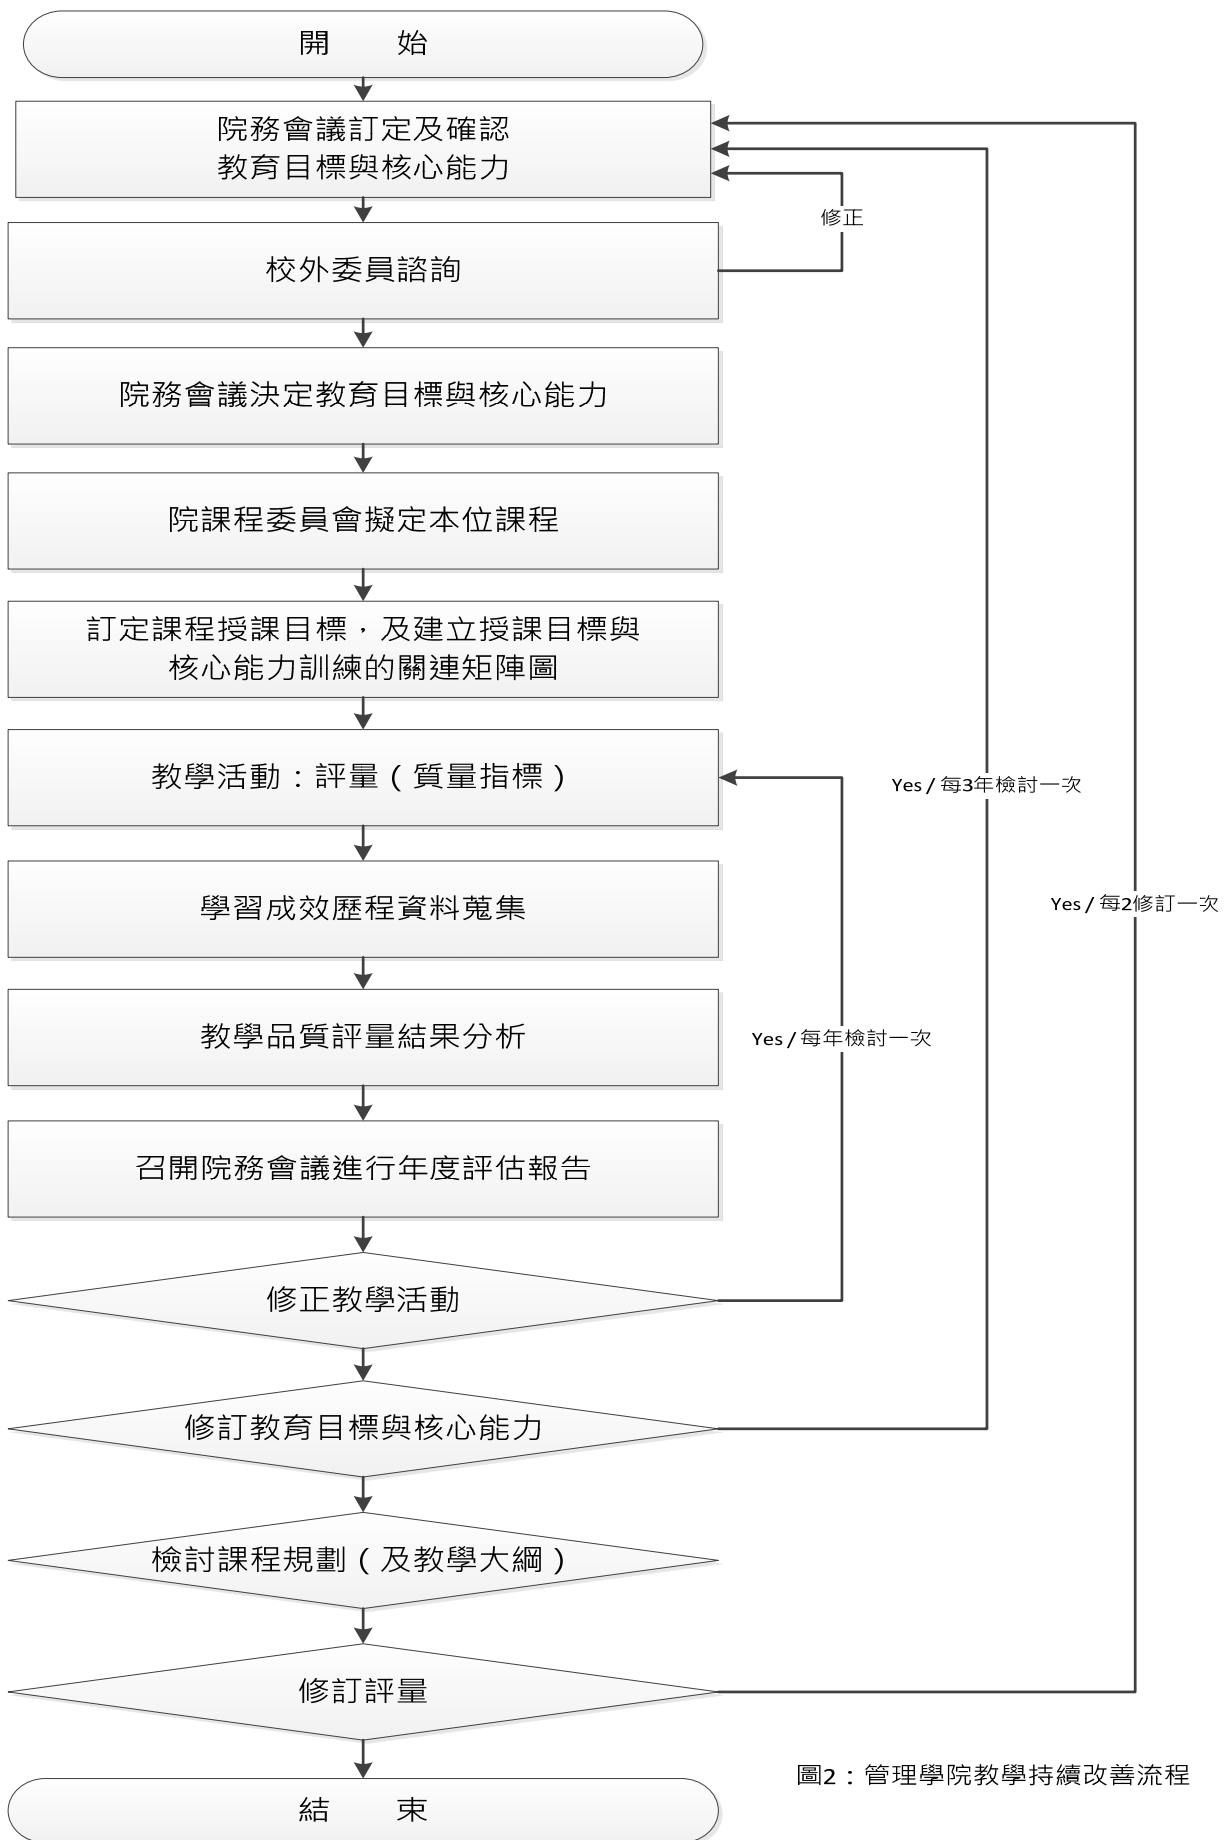 開 始
院務會議訂定及確認
教育目標與核心能力
修正
校外委員諮詢
院務會議決定教育目標與核心能力
院課程委員會擬定本位課程
訂定課程授課目標，及建立授課目標與
核心能力訓練的關連矩陣圖
教學活動：評量（質量指標）
Yes / 每3年檢討一次
學習成效歷程資料蒐集
Yes / 每2修訂一次
教學品質評量結果分析
Yes / 每年檢討一次
召開院務會議進行年度評估報告
修正教學活動
修訂教育目標與核心能力
檢討課程規劃（及教學大綱）
修訂評量
圖2：管理學院教學持續改善流程
結 束